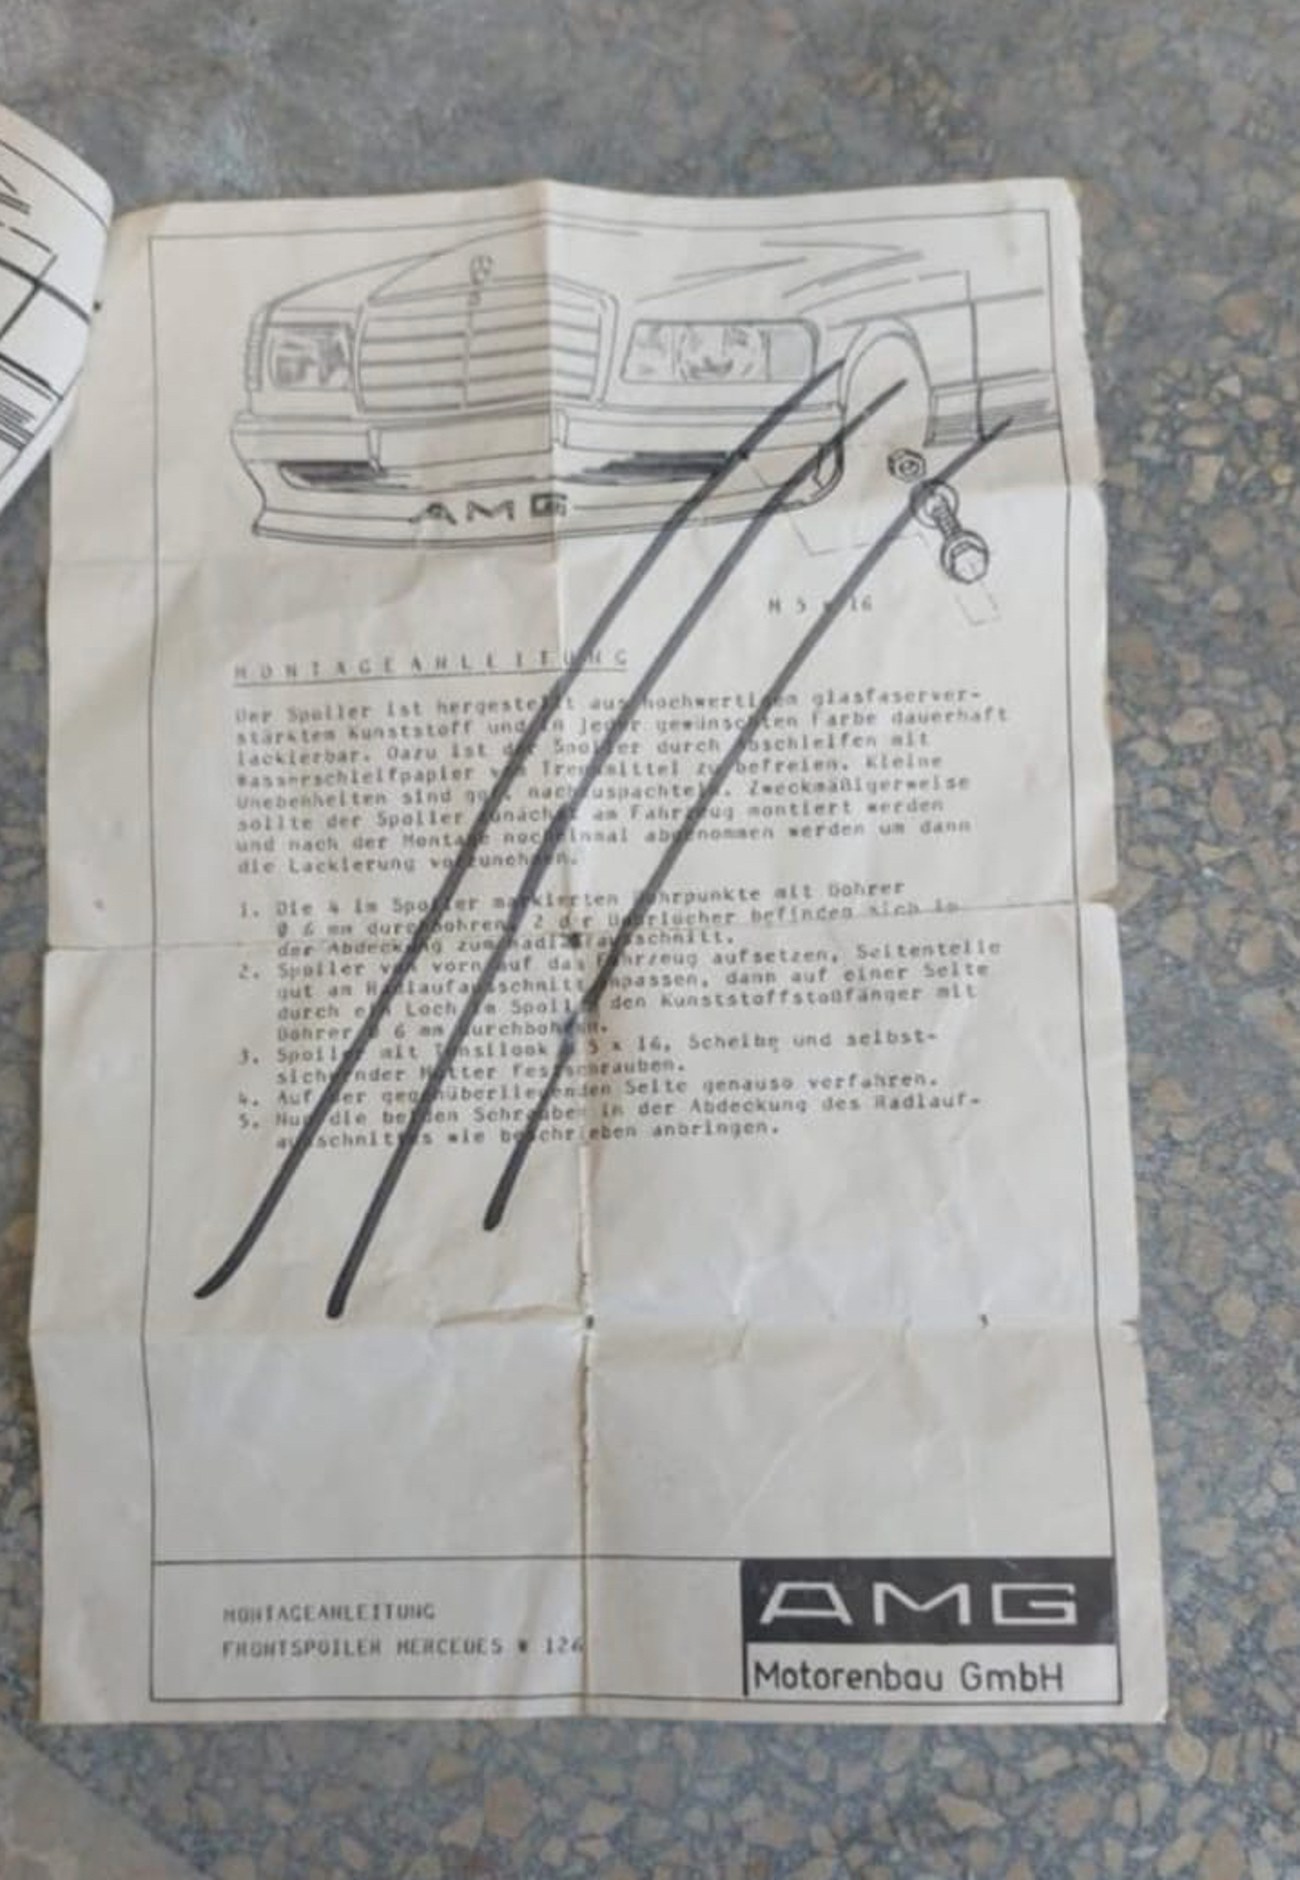 AMG
M 5 x 16
MONTAGEANLEITUNG
Der Spoiler ist hergestellt aus hochwertigem glasfaserver-
stärktem Kunststoff und in jeder gewünschten Farbe dauerhaft
lackierbar. Dazu ist der Spoiler durch Abschleifen mit
Wasserschleifpapier vom Trennmittel zu befreien. Kleine
Unebenheiten sind ggf. nachzuspachteln. Zweckmäßigerweise
sollte der Spoiler zunächst am Fahrzeug montiert werden
und nach der Montage nocheinmal abgenommen werden um dann
die Lackierung vorzunehmen.
1. Die 4 im Spoiler markierten Bohrpunkte mit Bohrer
Ø 6 mm durchbohren, 2 der Bohrlöcher befinden sich in
der Abdeckung zum Radlaufausschnitt.
2. Spoiler von vorn auf das Fahrzeug aufsetzen, Seitenteile
gut am Radlaufausschnitt anpassen, dann auf einer Seite
durch ein Loch im Spoiler den Kunststoffstoßfänger mit
Bohrer Ø 6 mm durchbohren.
3. Spoiler mit Tensilook M 5 x 16, Scheibe und selbst-
sichernder Mutter festschrauben.
4. Auf der gegenüberliegenden Seite genauso verfahren.
5. Nun die beiden Schrauben in der Abdeckung des Radlauf-
ausschnittes wie beschrieben anbringen.
MONTAGEANLEITUNG
FRONTSPOILER MERCEDES W 126
AMG
Motorenbau GmbH